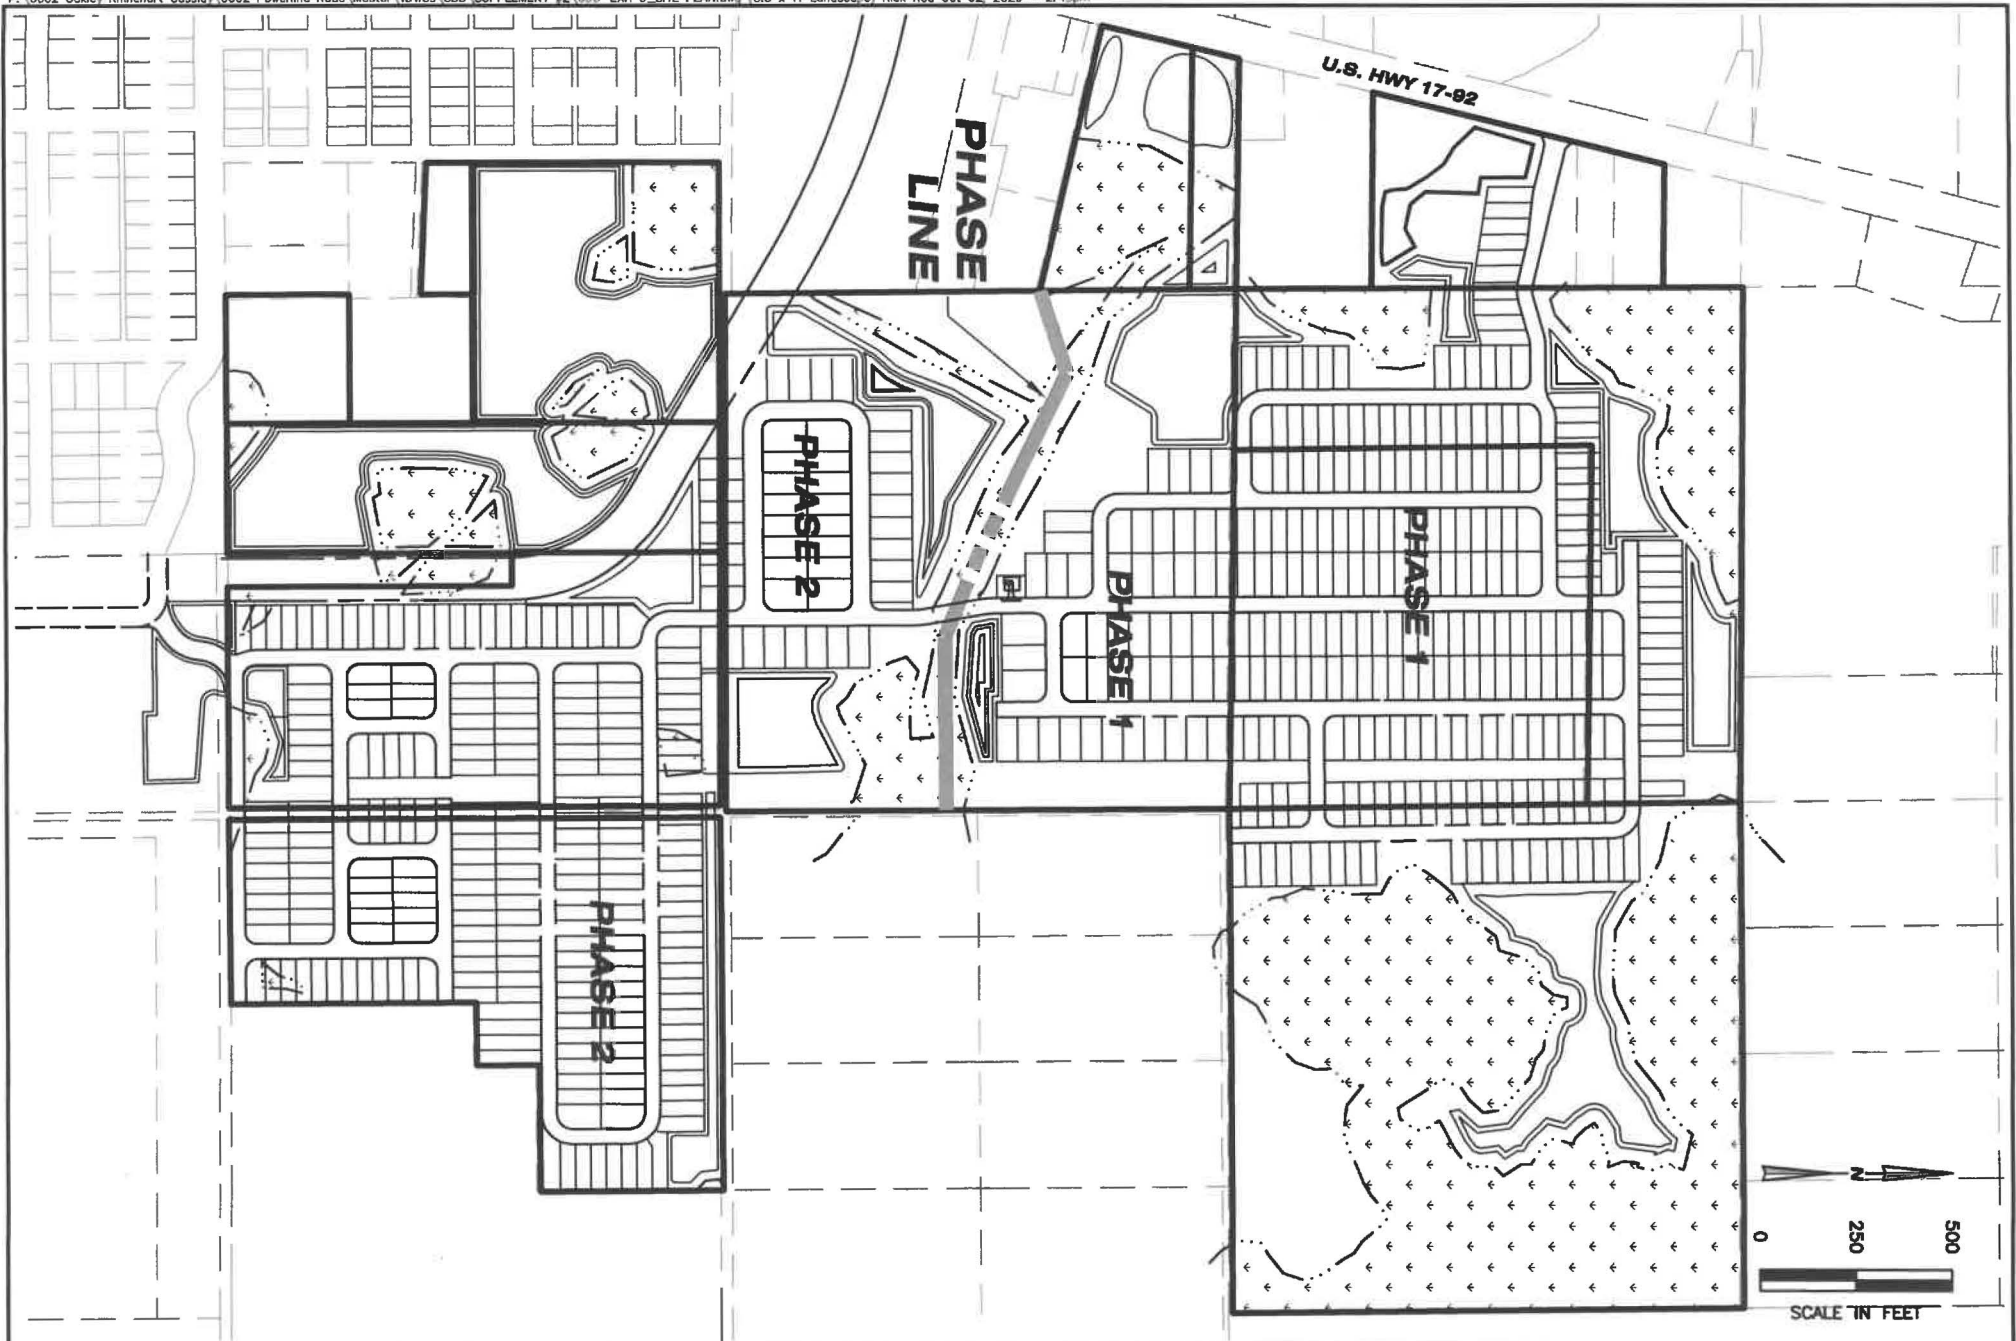 U.S. HWY 17-92
PHASE
LINE
PHASE 2
PHASE 1
PHASE 1
PHASE 2
N
0
250
500
SCALE IN FEET